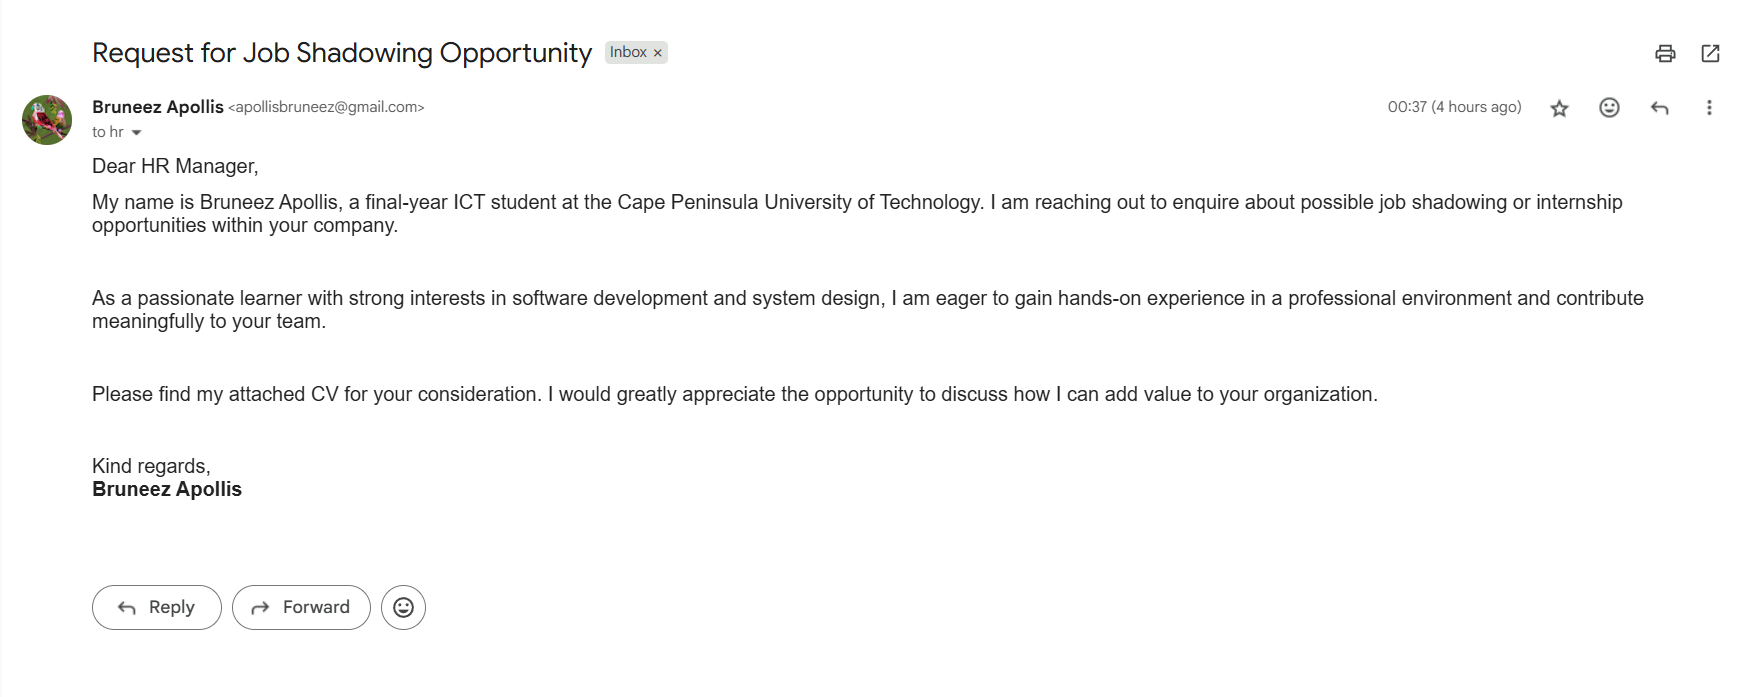 Request for Job Shadowing Opportunity Inbox ×
Bruneez Apollis <apollisbruneez@gmail.com> 00:37 (4 hours ago)
to hr
Dear HR Manager,
My name is Bruneez Apollis, a final-year ICT student at the Cape Peninsula University of Technology. I am reaching out to enquire about possible job shadowing or internship
opportunities within your company.
As a passionate learner with strong interests in software development and system design, I am eager to gain hands-on experience in a professional environment and contribute
meaningfully to your team.
Please find my attached CV for your consideration. I would greatly appreciate the opportunity to discuss how I can add value to your organization.
Kind regards,
Bruneez Apollis
Reply Forward